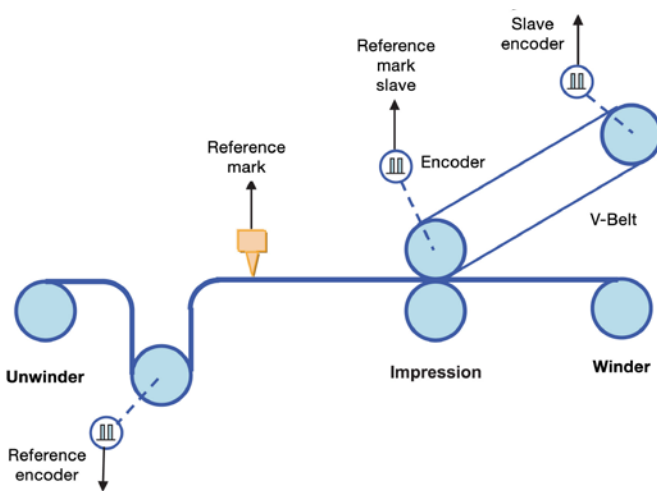 Slave
encoder
Reference
mark
slave
Reference
mark
Encoder
V-Belt
Unwinder
Impression
Winder
Reference
encoder